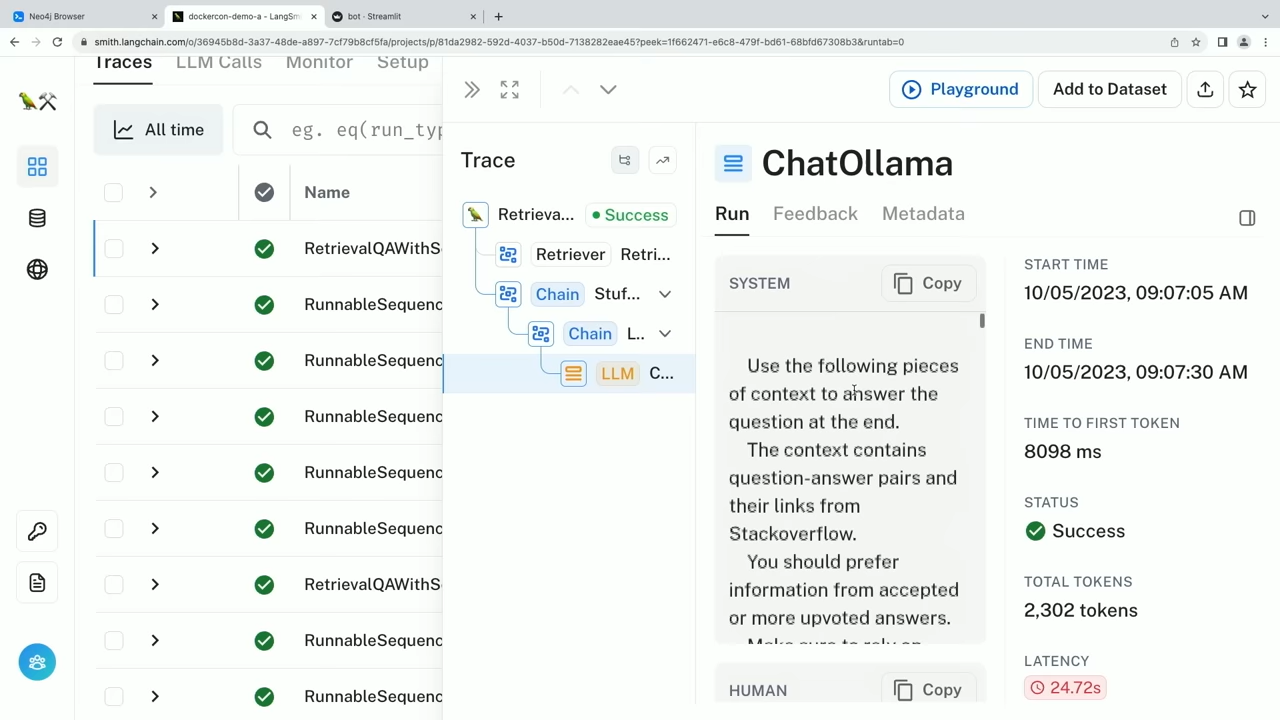 Neo4j Browser
dockercon-demo-a - LangSm
bot · Streamlit
smith.langchain.com/o/36945b8d-3a37-48de-a897-7cf79b8cf5fa/projects/p/81da2982-592d-4037-b50d-7138282eae45?peek=1f662471-e6c8-479f-bd61-68bfd67308b3&runtab=0
Traces LLM Calls Monitor Setup
All time
eg. eq(run_typ
Name
RetrievalQAWithS
RunnableSequenc
RunnableSequenc
RunnableSequenc
RunnableSequenc
RunnableSequenc
RetrievalQAWithS
RunnableSequenc
RunnableSequenc
Playground
Add to Dataset
Trace
Retrieva... Success
Retriever Retri...
Chain Stuf...
Chain L..
LLM C...
ChatOllama
Run Feedback Metadata
SYSTEM Copy
Use the following pieces
of context to answer the
question at the end.
The context contains
question-answer pairs and
their links from
Stackoverflow.
You should prefer
information from accepted
or more upvoted answers.
Make sure to rely on
HUMAN Copy
START TIME
10/05/2023, 09:07:05 AM
END TIME
10/05/2023, 09:07:30 AM
TIME TO FIRST TOKEN
8098 ms
STATUS
Success
TOTAL TOKENS
2,302 tokens
LATENCY
24.72s